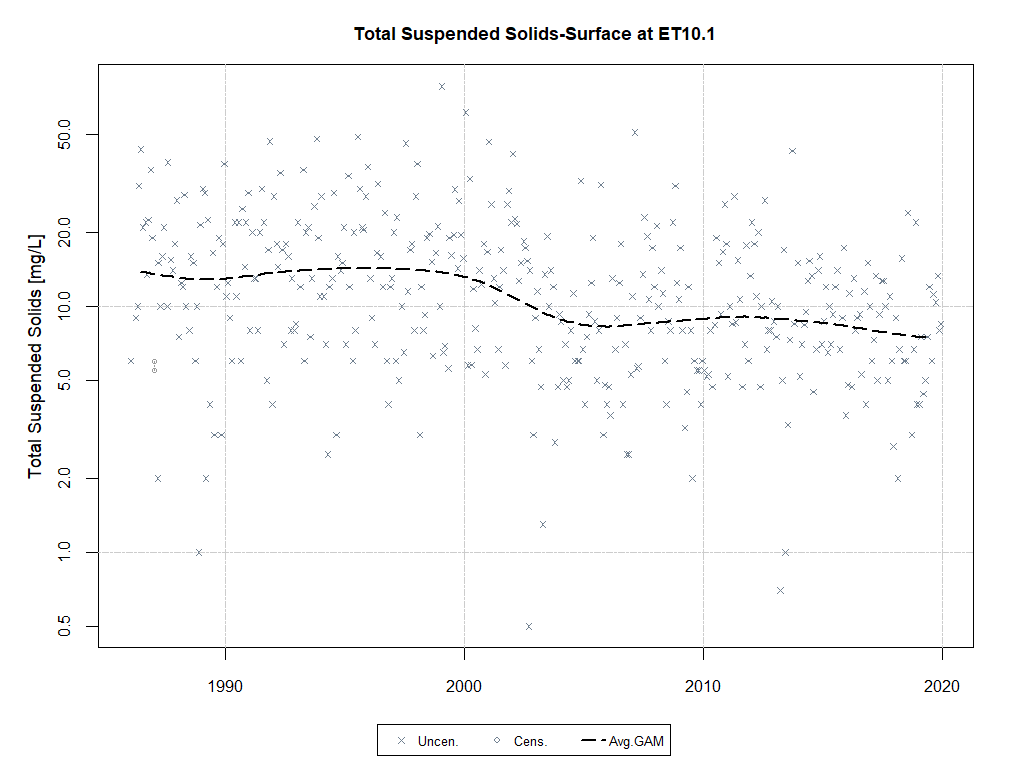 Total Suspended Solids-Surface at ET10.1
Total Suspended Solids [mg/L]
50.0
20.0
10.0
5.0
2.0
1.0
0.5
1990 2000 2010 2020
Uncen. Cens. Avg.GAM